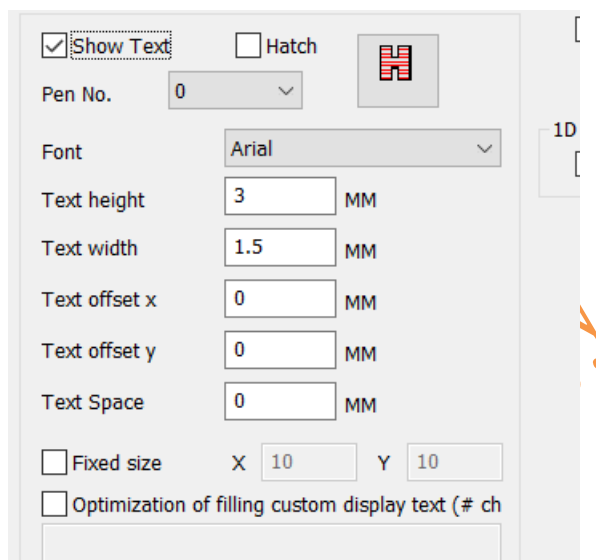 Show Text Hatch
Pen No. 0
1D
Font Arial
Text height 3 MM
Text width 1.5 MM
Text offset x 0 MM
Text offset y 0 MM
Text Space 0 MM
Fixed size X 10 Y 10
Optimization of filling custom display text (# ch